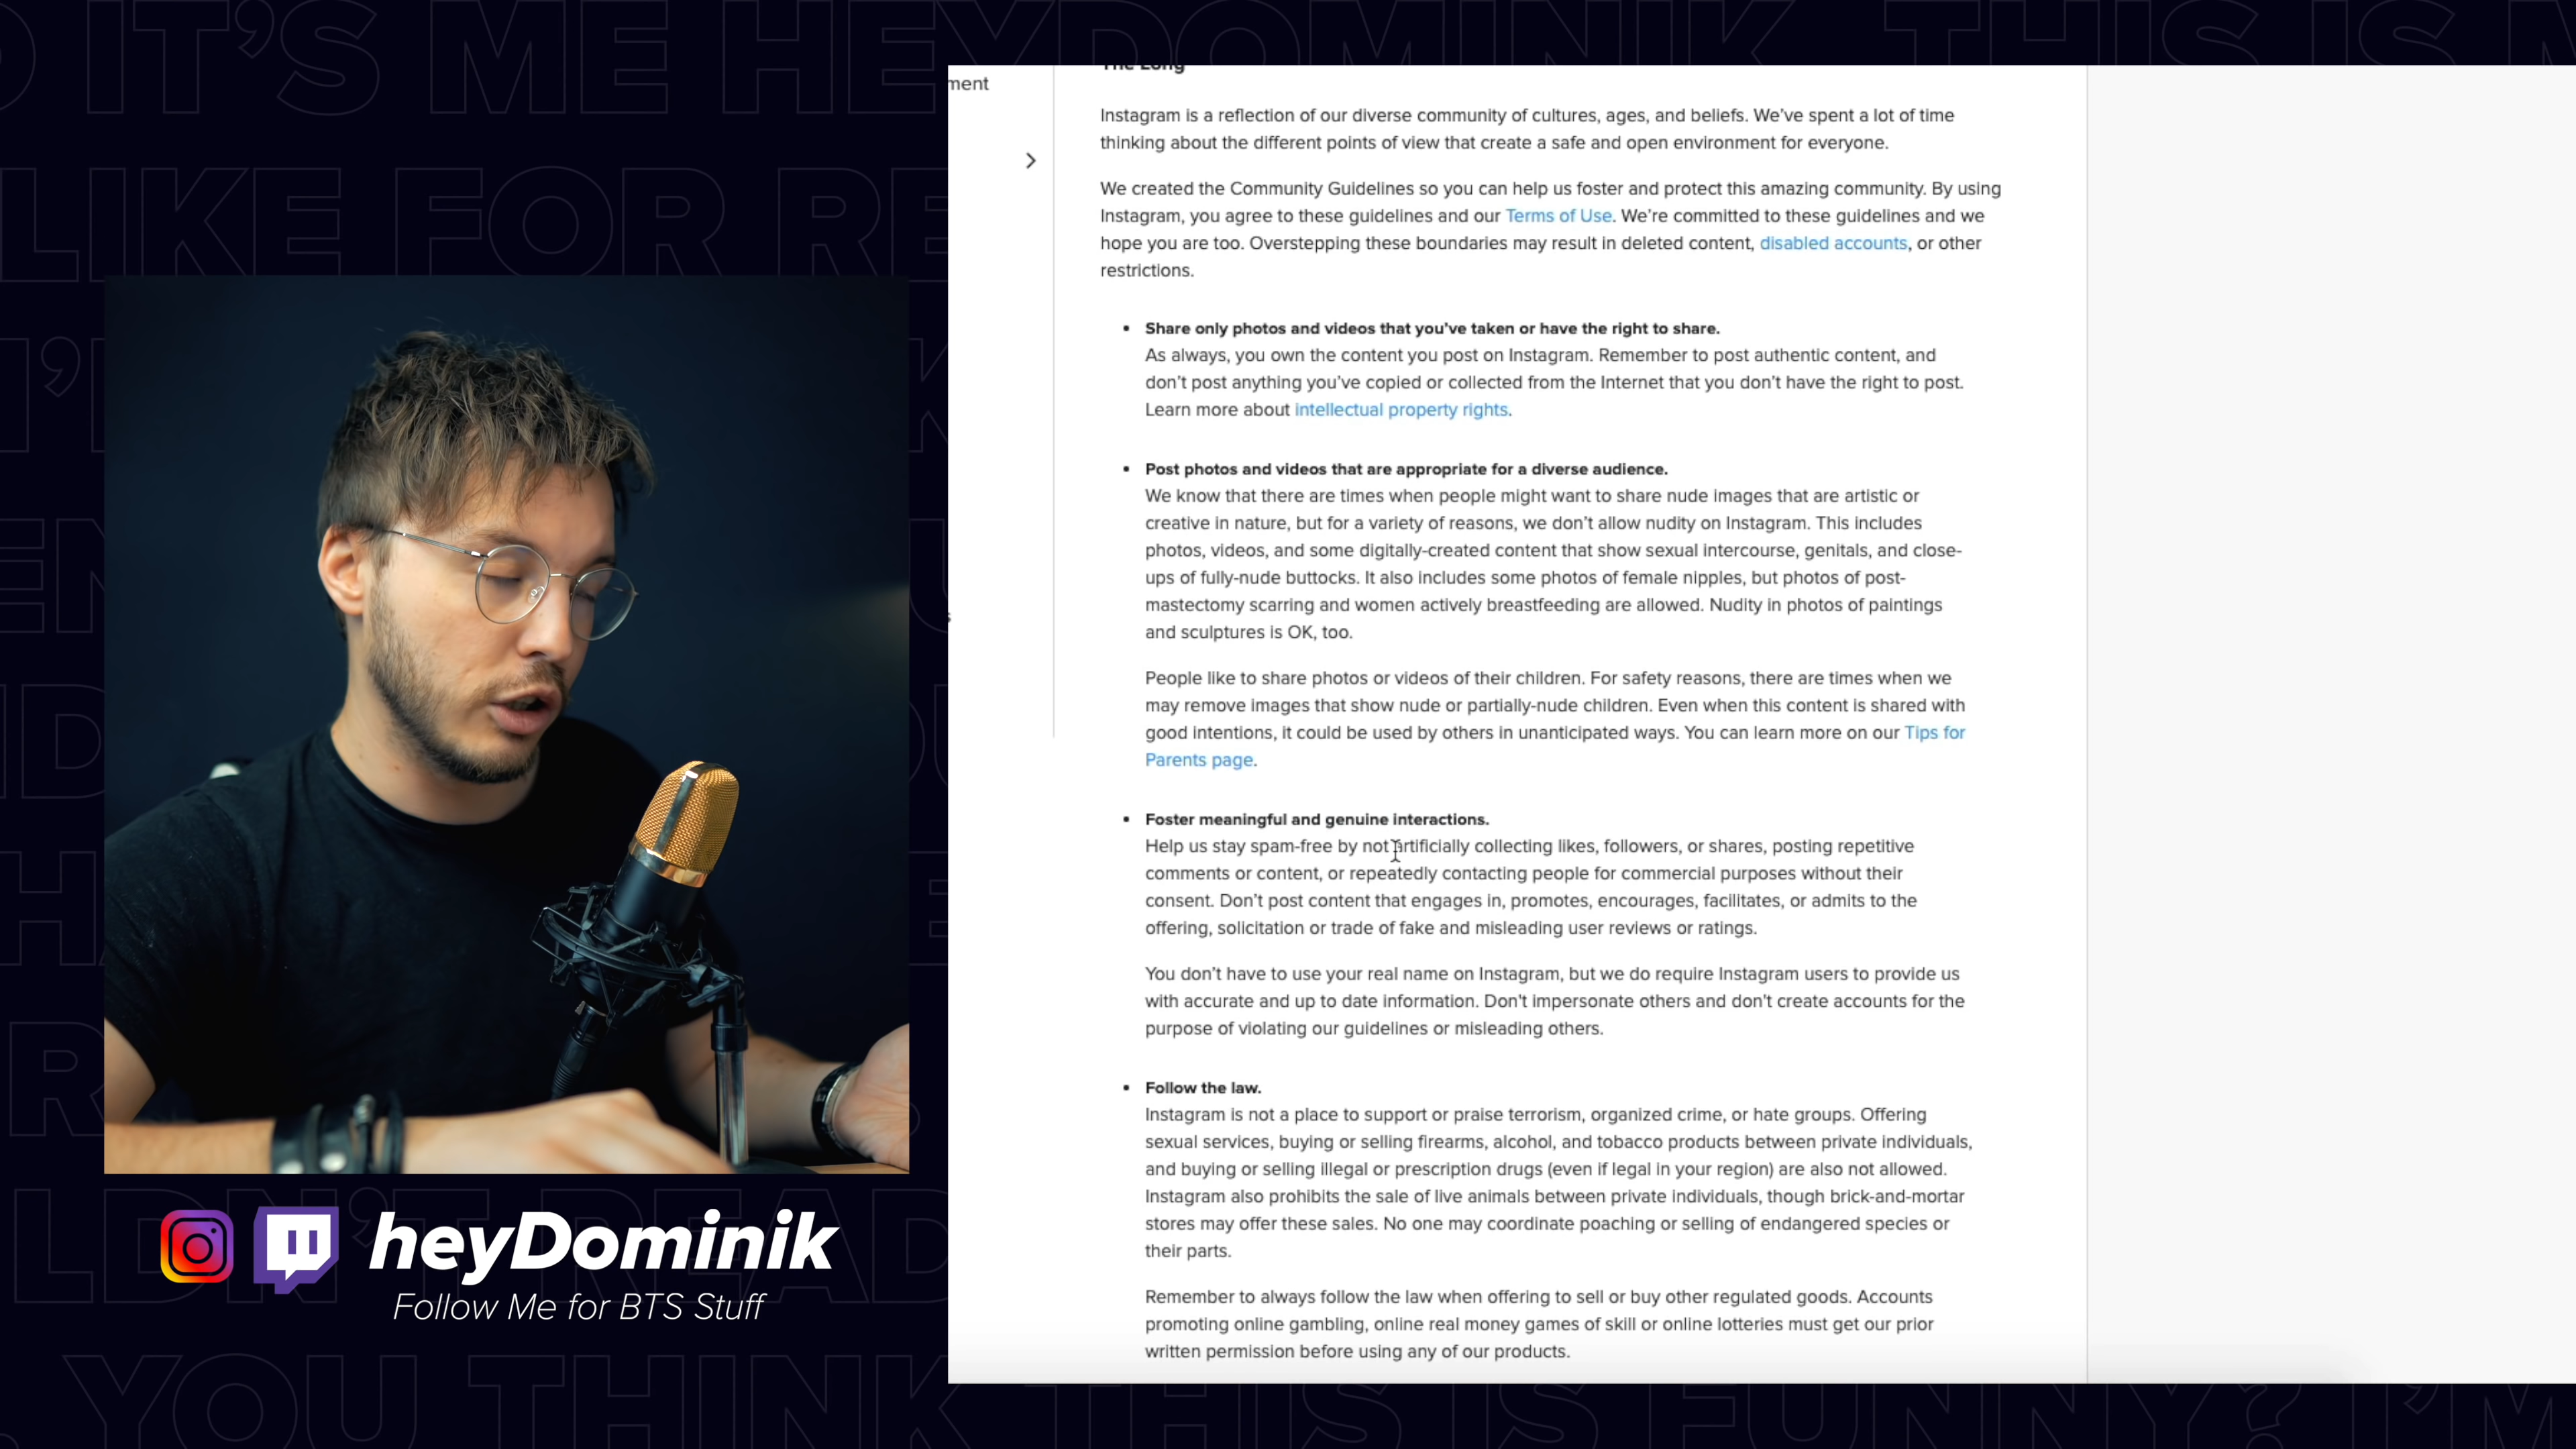 IT'S ME HEYDOMINIK THIS IS
LIKE FOR RE
The Long
ment
Instagram is a reflection of our diverse community of cultures, ages, and beliefs. We've spent a lot of time
thinking about the different points of view that create a safe and open environment for everyone.
We created the Community Guidelines so you can help us foster and protect this amazing community. By using
Instagram, you agree to these guidelines and our Terms of Use. We're committed to these guidelines and we
hope you are too. Overstepping these boundaries may result in deleted content, disabled accounts, or other
restrictions.
• Share only photos and videos that you've taken or have the right to share.
As always, you own the content you post on Instagram. Remember to post authentic content, and
don't post anything you've copied or collected from the Internet that you don't have the right to post.
Learn more about intellectual property rights.
• Post photos and videos that are appropriate for a diverse audience.
We know that there are times when people might want to share nude images that are artistic or
creative in nature, but for a variety of reasons, we don't allow nudity on Instagram. This includes
photos, videos, and some digitally-created content that show sexual intercourse, genitals, and close-
ups of fully-nude buttocks. It also includes some photos of female nipples, but photos of post-
mastectomy scarring and women actively breastfeeding are allowed. Nudity in photos of paintings
and sculptures is OK, too.
People like to share photos or videos of their children. For safety reasons, there are times when we
may remove images that show nude or partially-nude children. Even when this content is shared with
good intentions, it could be used by others in unanticipated ways. You can learn more on our Tips for
Parents page.
• Foster meaningful and genuine interactions.
Help us stay spam-free by not artificially collecting likes, followers, or shares, posting repetitive
comments or content, or repeatedly contacting people for commercial purposes without their
consent. Don't post content that engages in, promotes, encourages, facilitates, or admits to the
offering, solicitation or trade of fake and misleading user reviews or ratings.
You don't have to use your real name on Instagram, but we do require Instagram users to provide us
with accurate and up to date information. Don't impersonate others and don't create accounts for the
purpose of violating our guidelines or misleading others.
• Follow the law.
Instagram is not a place to support or praise terrorism, organized crime, or hate groups. Offering
sexual services, buying or selling firearms, alcohol, and tobacco products between private individuals,
and buying or selling illegal or prescription drugs (even if legal in your region) are also not allowed.
Instagram also prohibits the sale of live animals between private individuals, though brick-and-mortar
stores may offer these sales. No one may coordinate poaching or selling of endangered species or
their parts.
Remember to always follow the law when offering to sell or buy other regulated goods. Accounts
promoting online gambling, online real money games of skill or online lotteries must get our prior
written permission before using any of our products.
heyDominik
Follow Me for BTS Stuff
LDN'T READ
YOU THINK THIS IS FUNNY? I'M